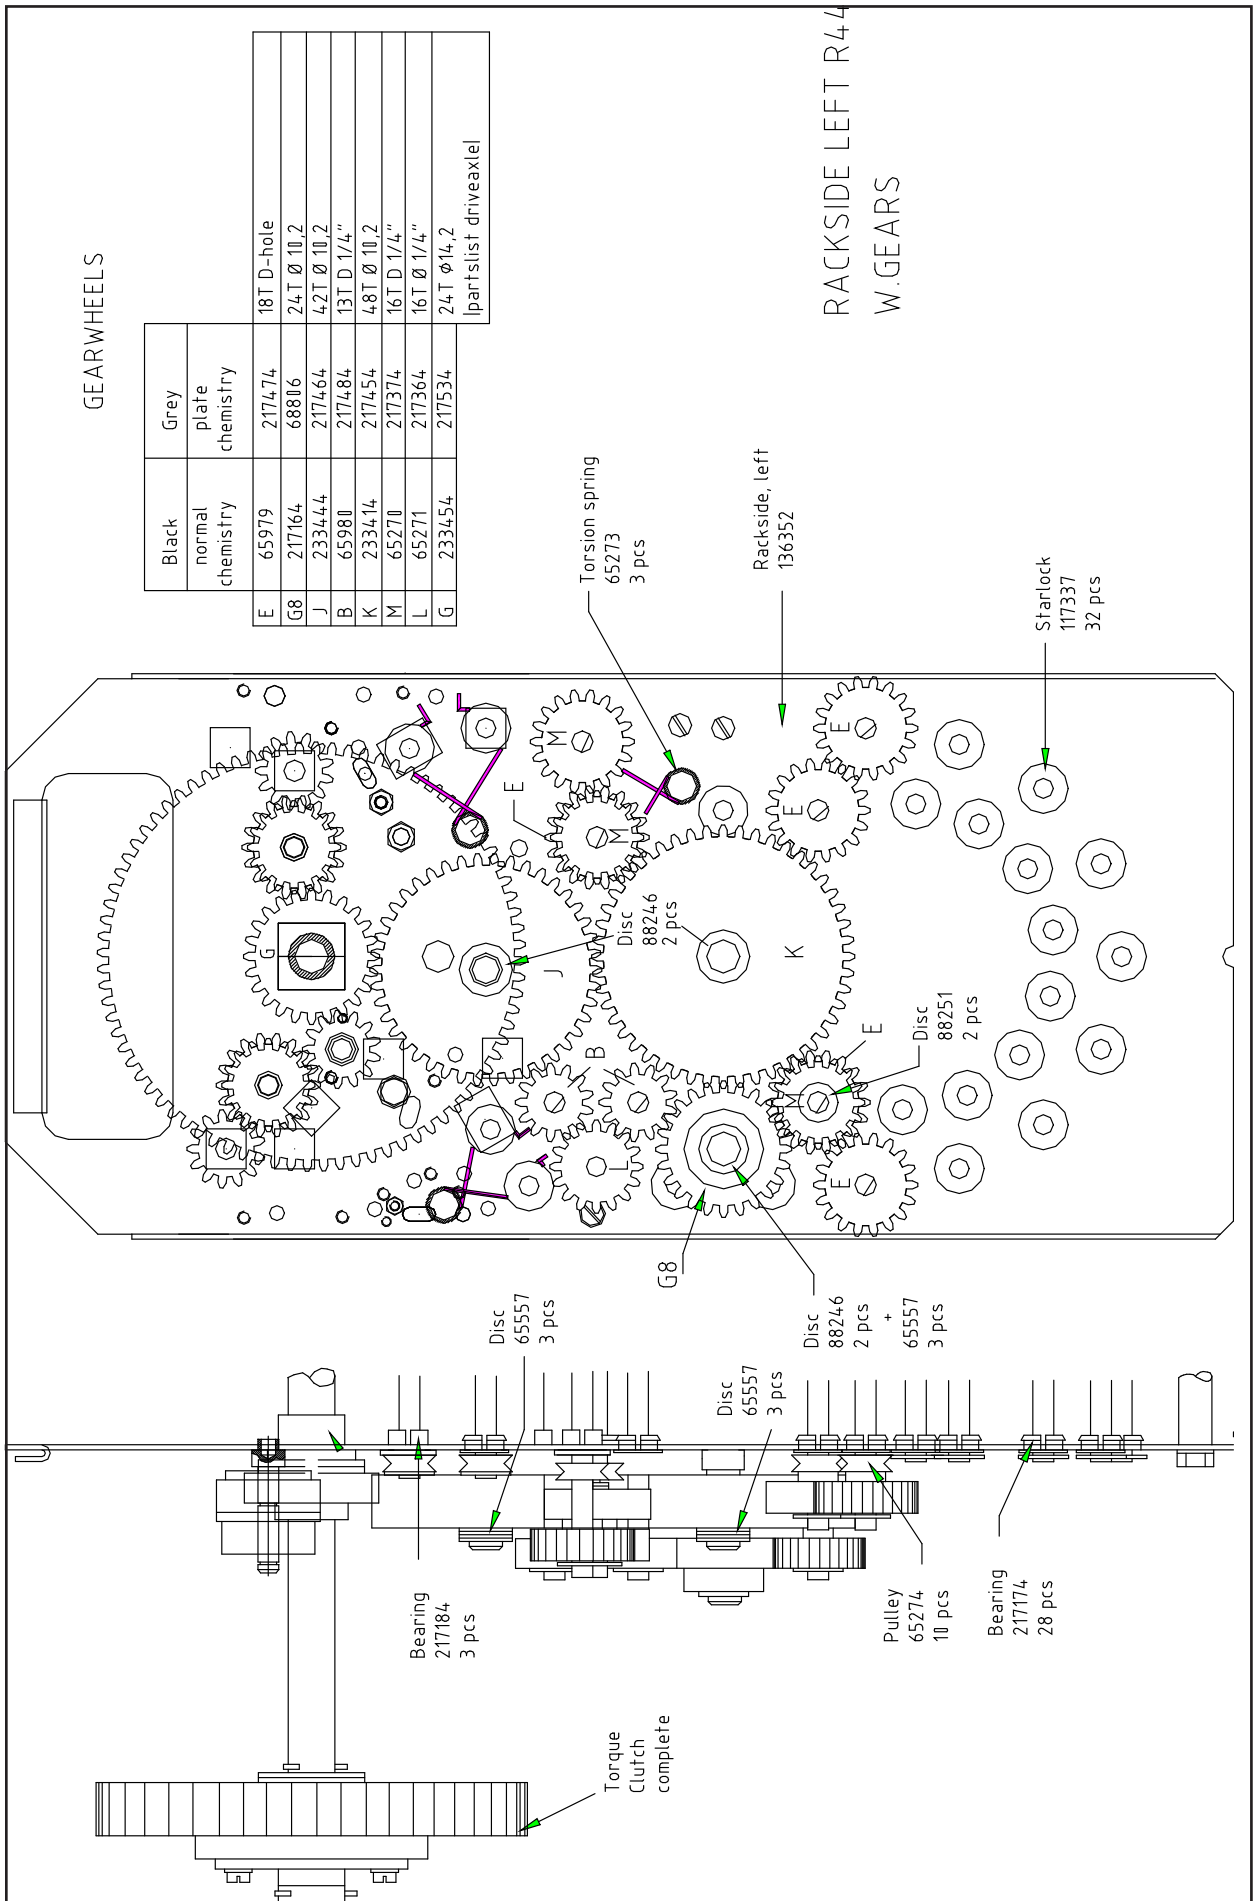 GEARWHEELS
Black Grey
normal chemistry plate chemistry
E 65979 217474 18T D-hole
G8 217164 68806 24T Ø 10,2
J 233444 217464 42T Ø 10,2
B 65980 217484 13T D 1/4"
K 233414 217454 48T Ø 10,2
M 65270 217374 16T D 1/4"
L 65271 217364 16T Ø 1/4"
G 233454 217534 24T ϕ14,2
(partslist driveaxle)
RACKSIDE LEFT R44
W.GEARS
Torsion spring
65273
3 pcs
Rackside, left
136352
Starlock
117337
32 pcs
G
E
M
M
E
E
J
Disc
88246
2 pcs
K
B
L
M
E
E
Disc
88251
2 pcs
G8
Disc
65557
3 pcs
Disc
88246
2 pcs +
65557
3 pcs
Disc
65557
3 pcs
Bearing
217184
3 pcs
Pulley
65274
10 pcs
Bearing
217174
28 pcs
Torque
Clutch
complete